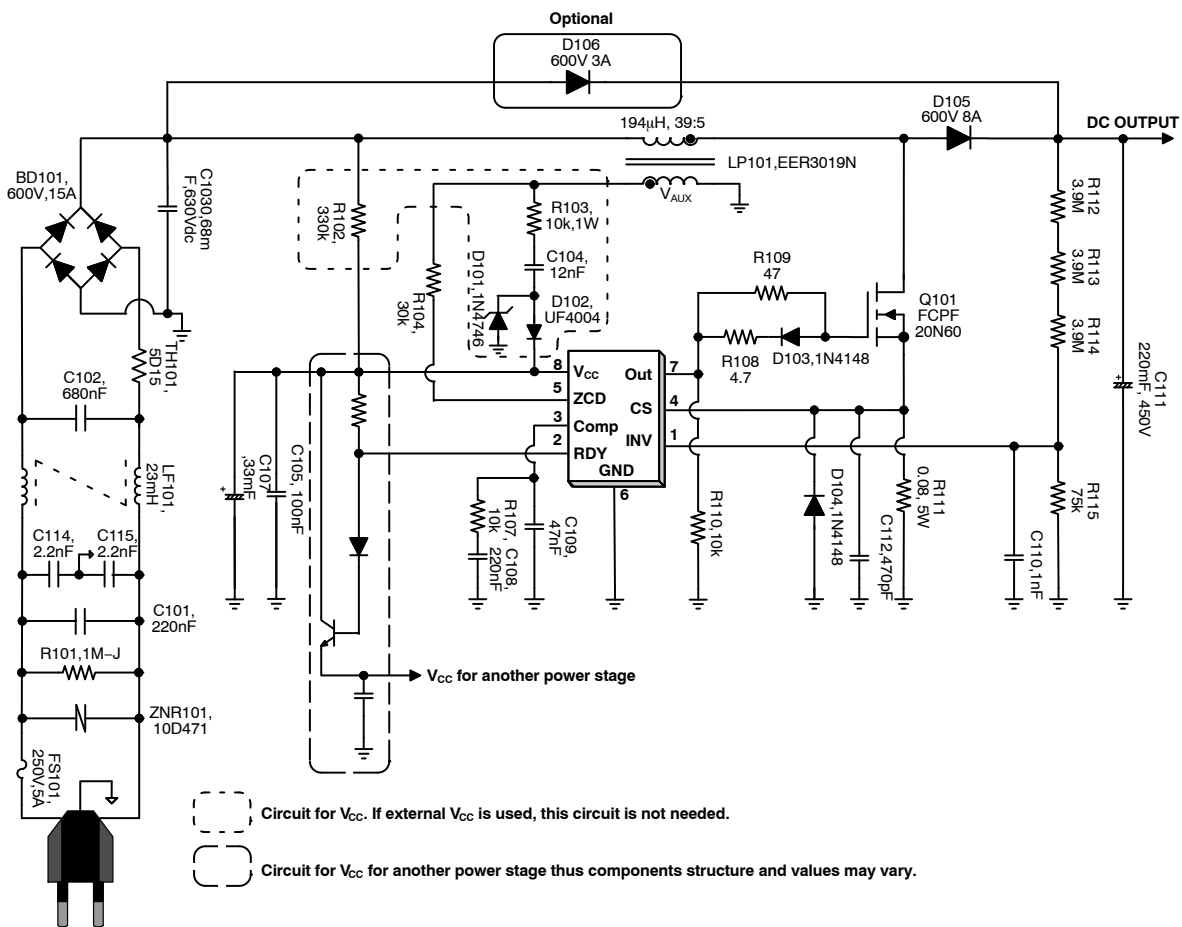 Optional
D106
600V 3A
D105
600V 8A
DC OUTPUT
194μH, 39:5
LP101,EER3019N
VAUX
BD101,
600V,15A
C1030,68m
F,630Vdc
R102,
330k
R103,
10k,1W
C104,
12nF
D101,1N4746
D102,
UF4004
R104,
30k
R109
47
R108
4.7
D103,1N4148
Q101
FCPF
20N60
R112
3.9M
R113
3.9M
R114
3.9M
C111
220mF, 450V
TH101,
5D15
C102,
680nF
8
VCC
5
ZCD
3
Comp
2
RDY
GND
6
Out
7
CS
4
INV
1
LF101,
23mH
C107
,33mF
C105, 100nF
R107,
10k
C108,
220nF
C109,
47nF
R110,10k
D104,1N4148
C112,470pF
R111
0.08, 5W
C110,1nF
R115
75k
C114,
2.2nF
C115,
2.2nF
C101,
220nF
R101,1M–J
ZNR101,
10D471
FS101,
250V,5A
+
+
VCC for another power stage
Circuit for VCC. If external VCC is used, this circuit is not needed.
Circuit for VCC for another power stage thus components structure and values may vary.